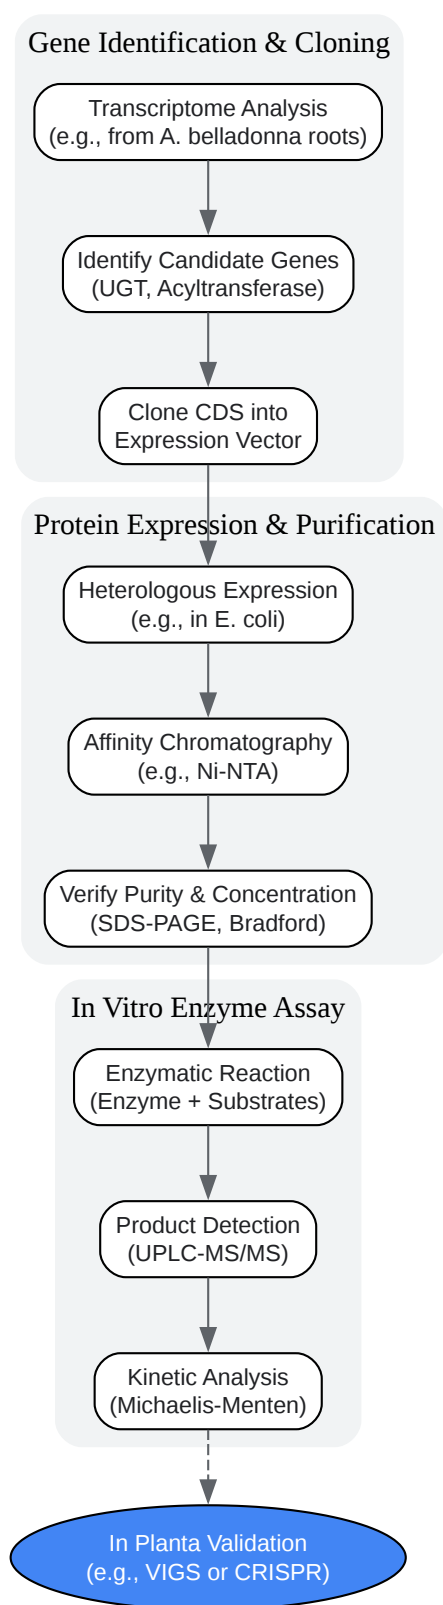 Gene Identification & Cloning
Transcriptome Analysis
(e.g., from A. belladonna roots)
Identify Candidate Genes
(UGT, Acyltransferase)
Clone CDS into
Expression Vector
Protein Expression & Purification
Heterologous Expression
(e.g., in E. coli)
Affinity Chromatography
(e.g., Ni-NTA)
Verify Purity & Concentration
(SDS-PAGE, Bradford)
In Vitro Enzyme Assay
Enzymatic Reaction
(Enzyme + Substrates)
Product Detection
(UPLC-MS/MS)
Kinetic Analysis
(Michaelis-Menten)
In Planta Validation
(e.g., VIGS or CRISPR)